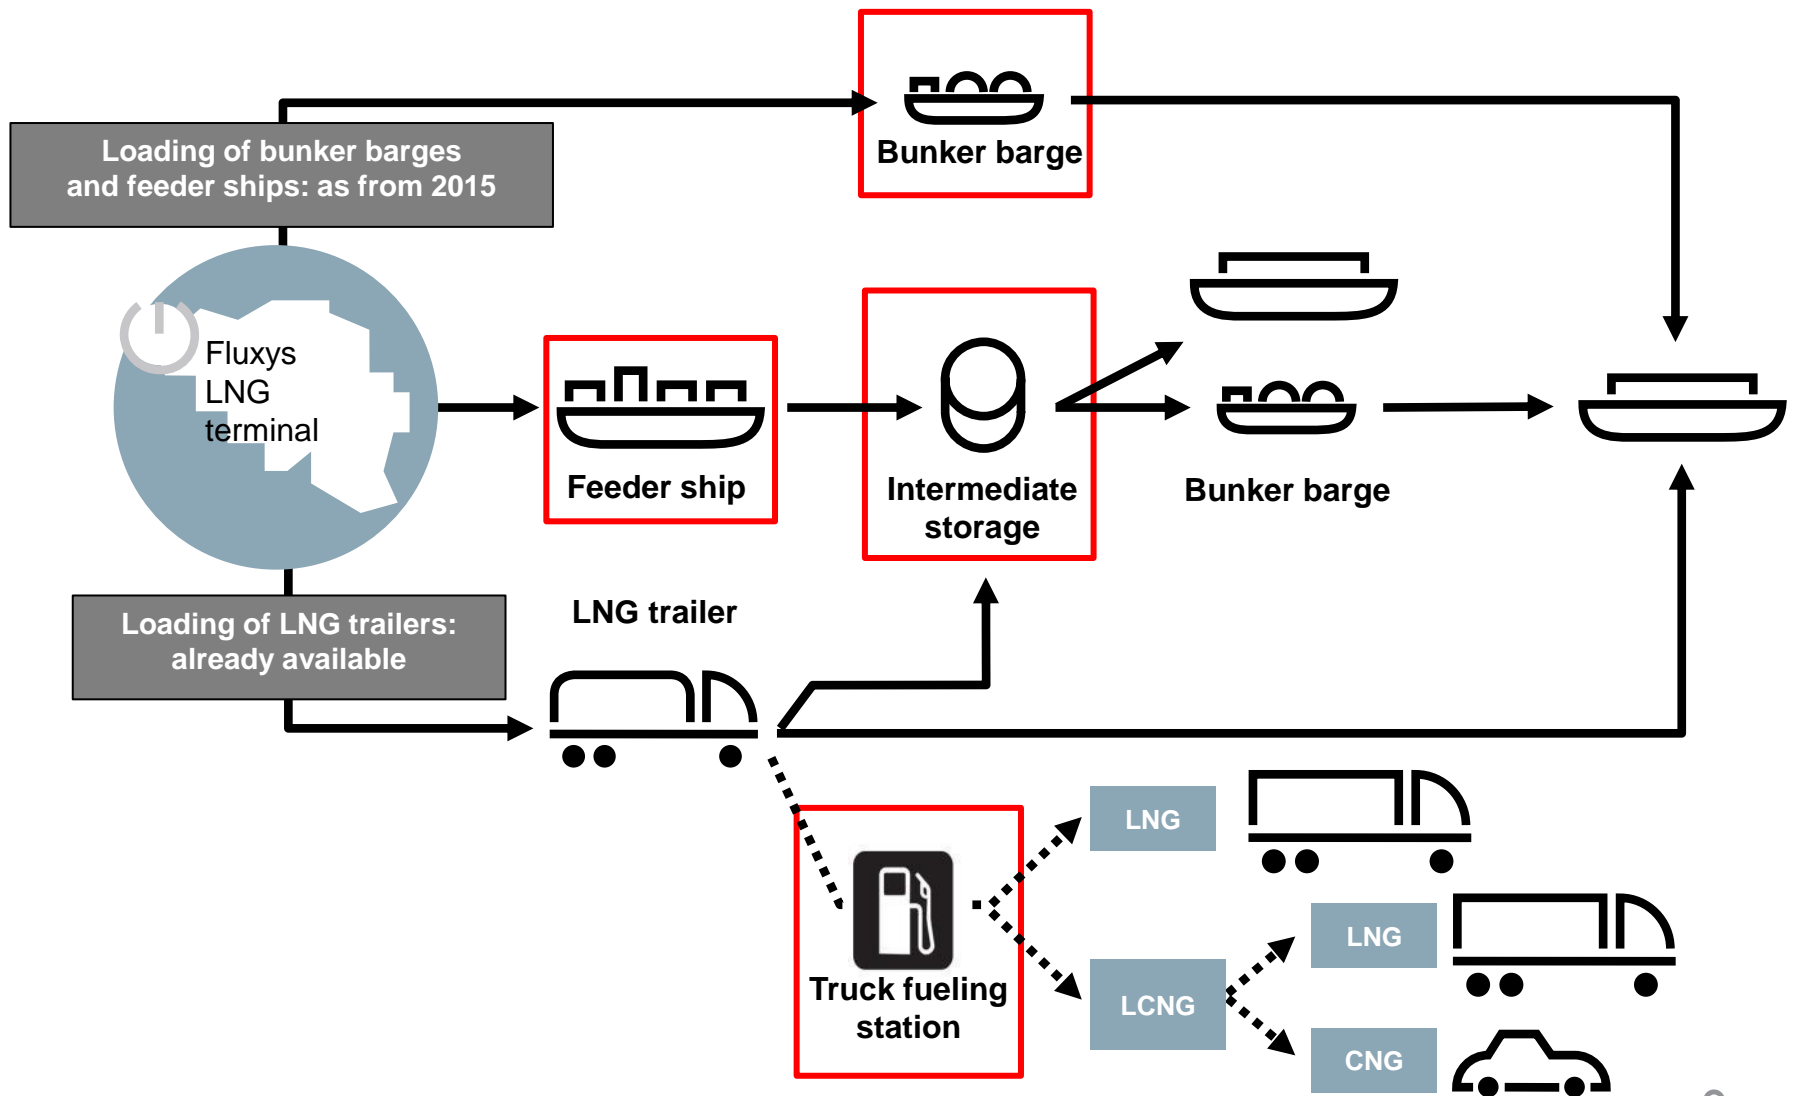 Bunker barge
Loading of bunker barges
and feeder ships: as from 2015
Fluxys
LNG
terminal
Feeder ship
Intermediate
storage
Bunker barge
LNG trailer
Loading of LNG trailers:
already available
LNG
LNG
Truck fueling
station
LCNG
CNG